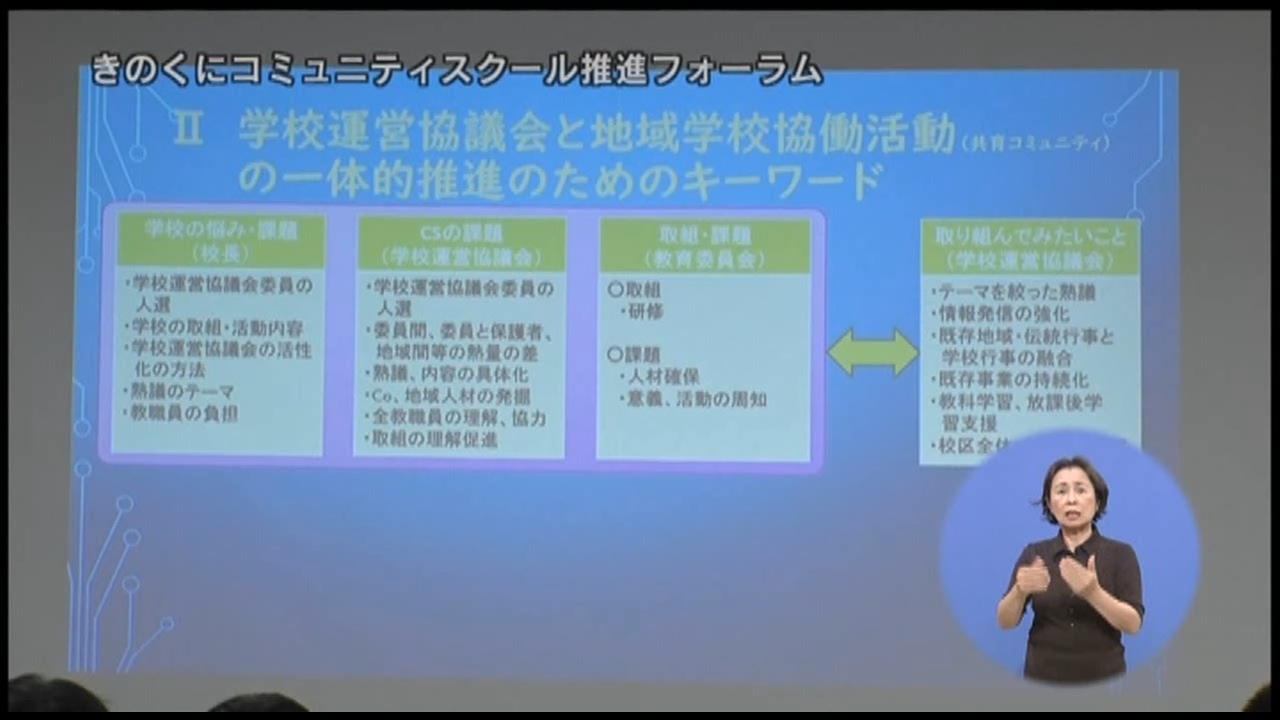 きのくにコミュニティスクール推進フォーラム
Ⅱ 学校運営協議会と地域学校協働活動(共育コミュニティ)
の一体的推進のためのキーワード
学校の悩み・課題
(校長)
・学校運営協議会委員の
人選
・学校の取組・活動内容
・学校運営協議会の活性
化の方法
・熟議のテーマ
・教職員の負担
CSの課題
(学校運営協議会)
・学校運営協議会委員の
人選
・委員間、委員と保護者、
地域間等の熱量の差
・熟議、内容の具体化
・Co、地域人材の発掘
・全教職員の理解、協力
・取組の理解促進
取組・課題
(教育委員会)
○取組
・研修
○課題
・人材確保
・意義、活動の周知
取り組んでみたいこと
(学校運営協議会)
・テーマを絞った熟議
・情報発信の強化
・既存地域・伝統行事と
学校行事の融合
・既存事業の持続化
・教科学習、放課後学
習支援
・校区全体